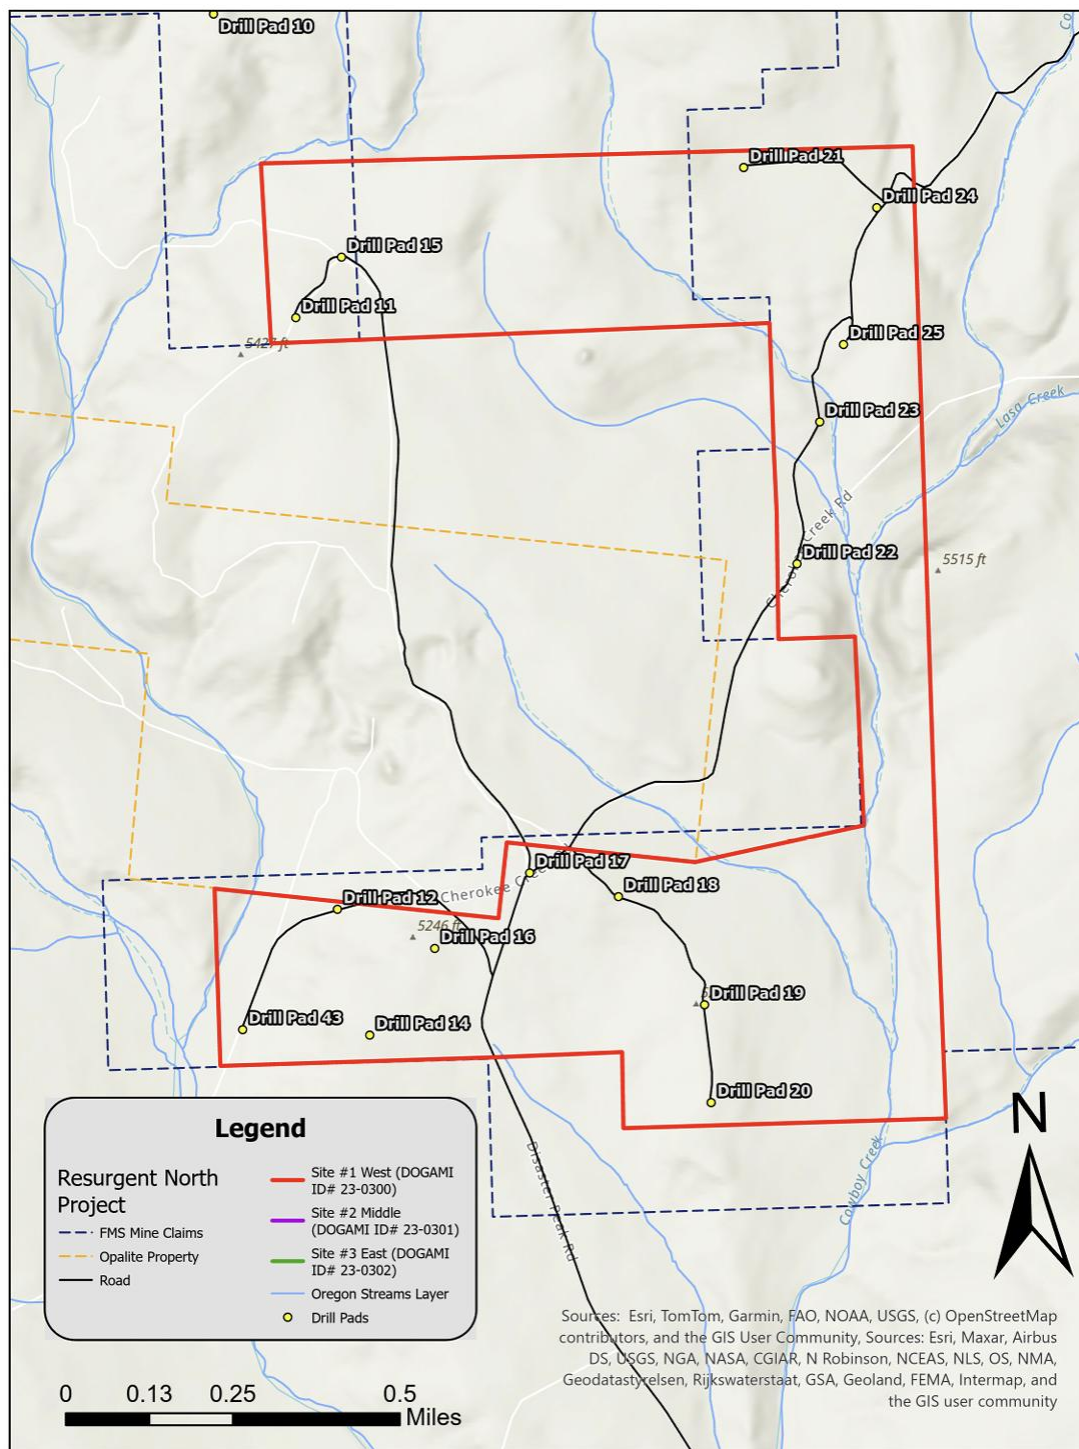 Co
Drill Pad 10
Drill Pad 21
Drill Pad 24
Drill Pad 15
Drill Pad 11
5427 ft
Drill Pad 25
Lasa Creek
Drill Pad 23
Cherokee Creek Rd
Drill Pad 22
5515 ft
Drill Pad 17
Drill Pad 18
Cherokee Cree
Drill Pad 12
5246 ft
Drill Pad 16
Drill Pad 19
Drill Pad 43
Drill Pad 14
Drill Pad 20
Disaster Peak Rd
Cowboy Creek
N
Legend
Resurgent North
Project
FMS Mine Claims
Opalite Property
Road
Site #1 West (DOGAMI
ID# 23-0300)
Site #2 Middle
(DOGAMI ID# 23-0301)
Site #3 East (DOGAMI
ID# 23-0302)
Oregon Streams Layer
Drill Pads
0 0.13 0.25 0.5
Miles
Sources: Esri, TomTom, Garmin, FAO, NOAA, USGS, (c) OpenStreetMap
contributors, and the GIS User Community, Sources: Esri, Maxar, Airbus
DS, USGS, NGA, NASA, CGIAR, N Robinson, NCEAS, NLS, OS, NMA,
Geodatastyrelsen, Rijkswaterstaat, GSA, Geoland, FEMA, Intermap, and
the GIS user community